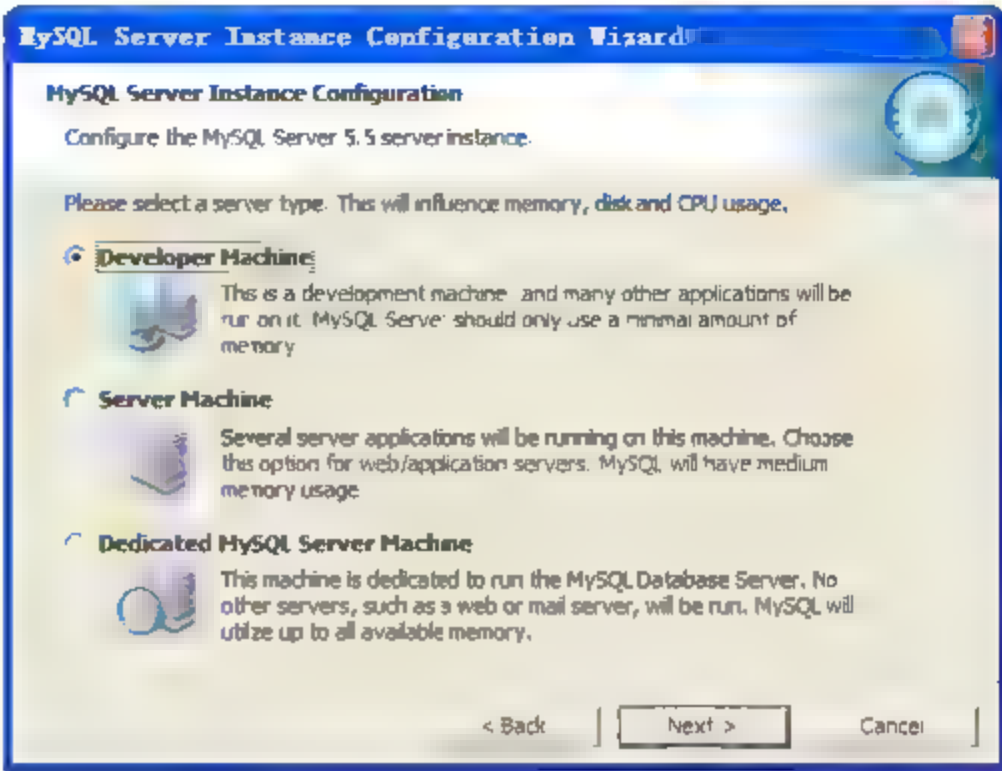 MySQL Server Instance Configuration Wizard
MySQL Server Instance Configuration
Configure the MySQL Server 5.5 server instance.
Please select a server type. This will influence memory, disk and CPU usage.
Developer Machine
This is a development machine, and many other applications will be
run on it. MySQL Server should only use a minimal amount of
memory.
Server Machine
Several server applications will be running on this machine. Choose
this option for web/application servers. MySQL will have medium
memory usage.
Dedicated MySQL Server Machine
This machine is dedicated to run the MySQL Database Server. No
other servers, such as a web or mail server, will be run. MySQL will
utilize up to all available memory.
< Back
Next >
Cancel